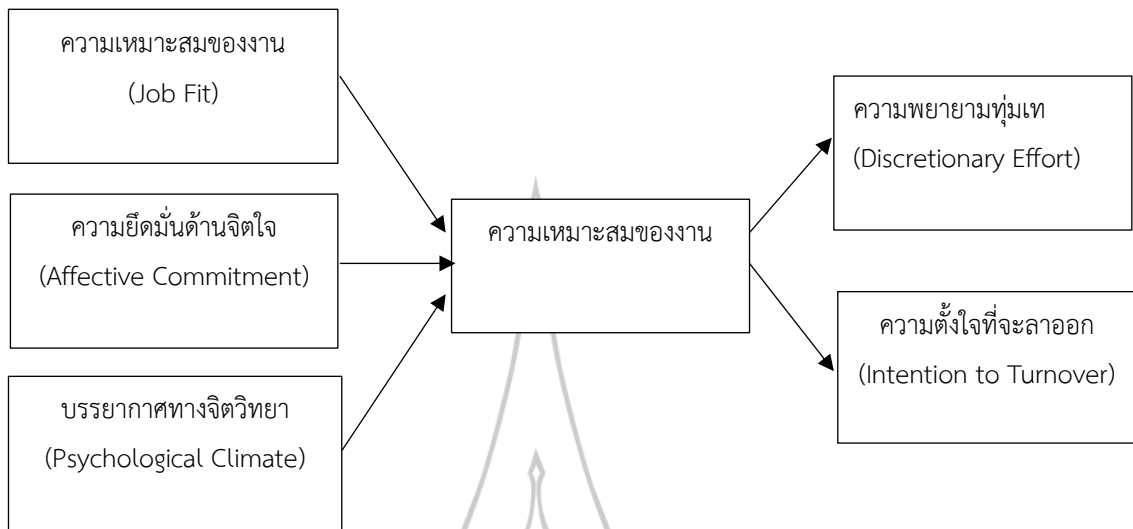 ความเหมาะสมของงาน
(Job Fit)
ความยึดมั่นด้านจิตใจ
(Affective Commitment)
บรรยากาศทางจิตวิทยา
(Psychological Climate)
ความเหมาะสมของงาน
ความพยายามทุ่มเท
(Discretionary Effort)
ความตั้งใจที่จะลาออก
(Intention to Turnover)